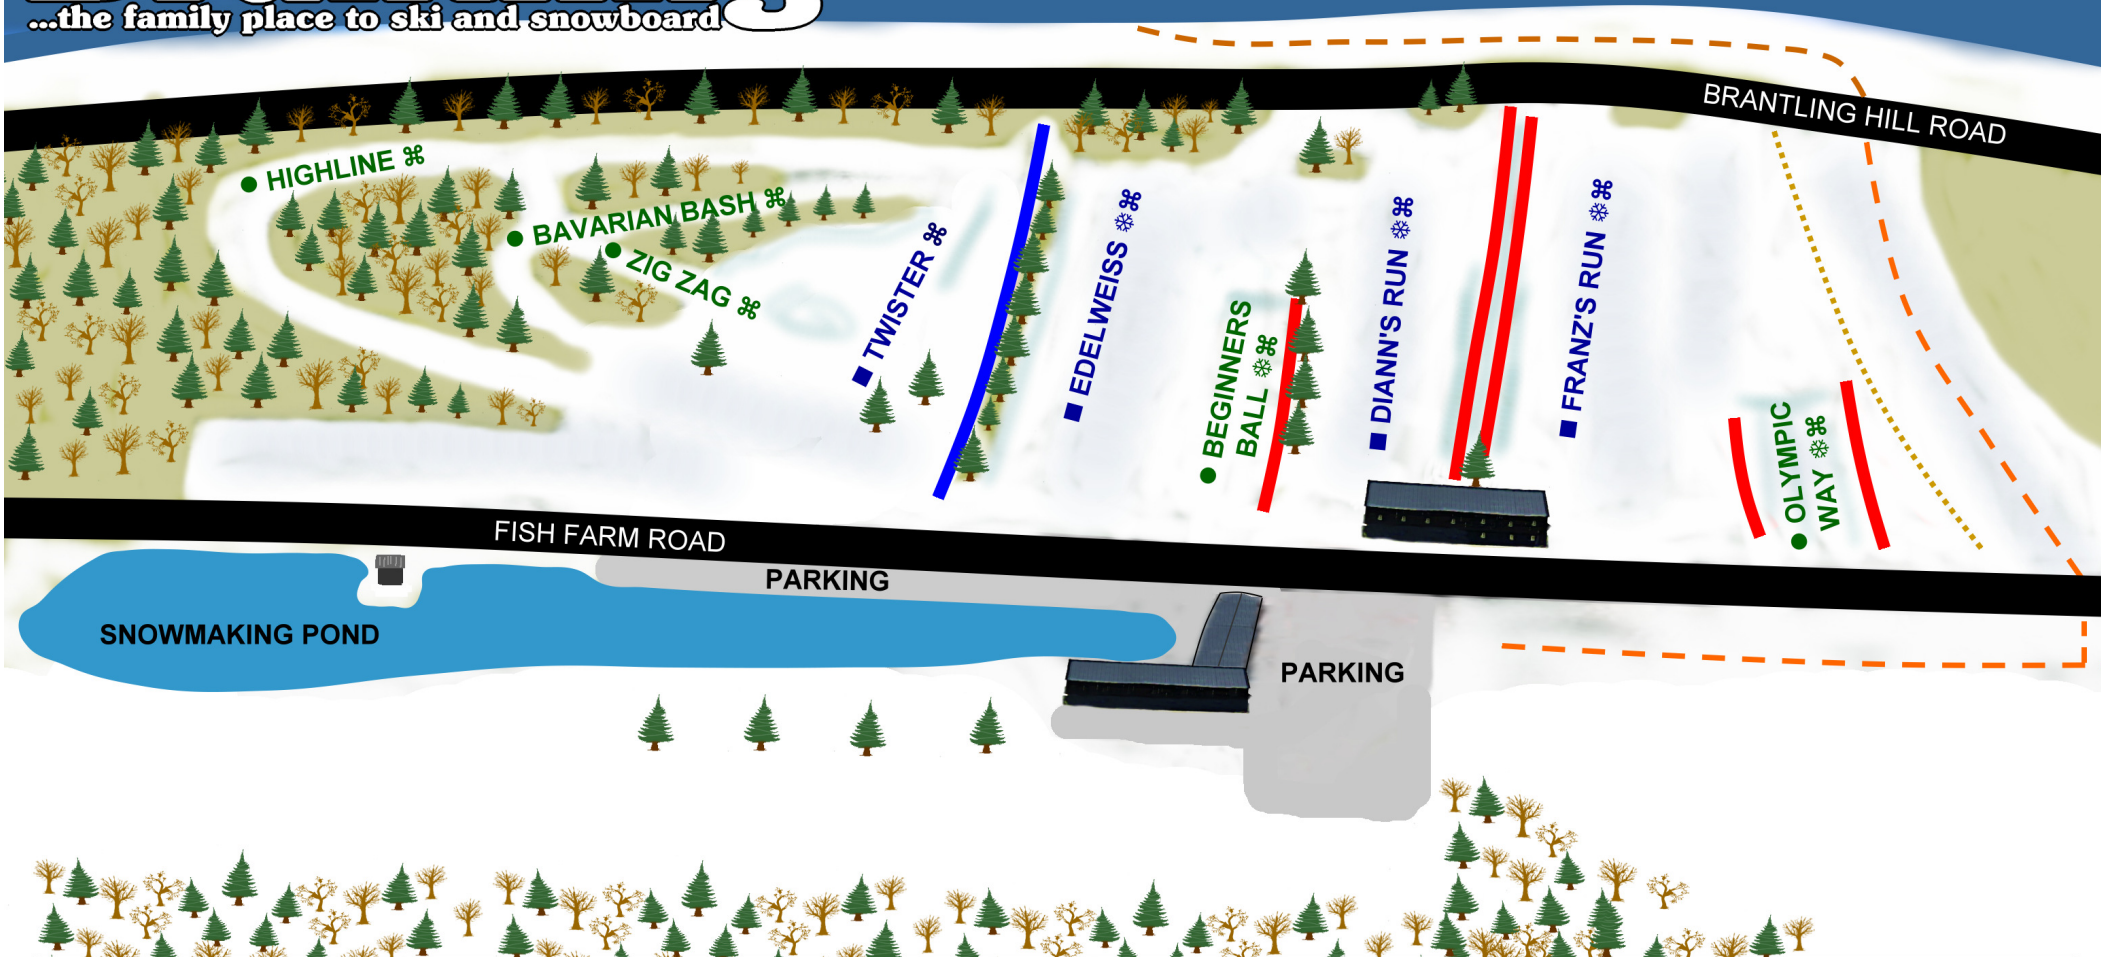 ...the family place to ski and snowboard
BRANTLING HILL ROAD
HIGHLINE ⌘
BAVARIAN BASH ⌘
ZIG ZAG ⌘
TWISTER ⌘
EDELWEISS ❄⌘
BEGINNERS
BALL ❄⌘
DIANN'S RUN ❄⌘
FRANZ'S RUN ❄⌘
OLYMPIC
WAY ❄⌘
FISH FARM ROAD
PARKING
SNOWMAKING POND
PARKING